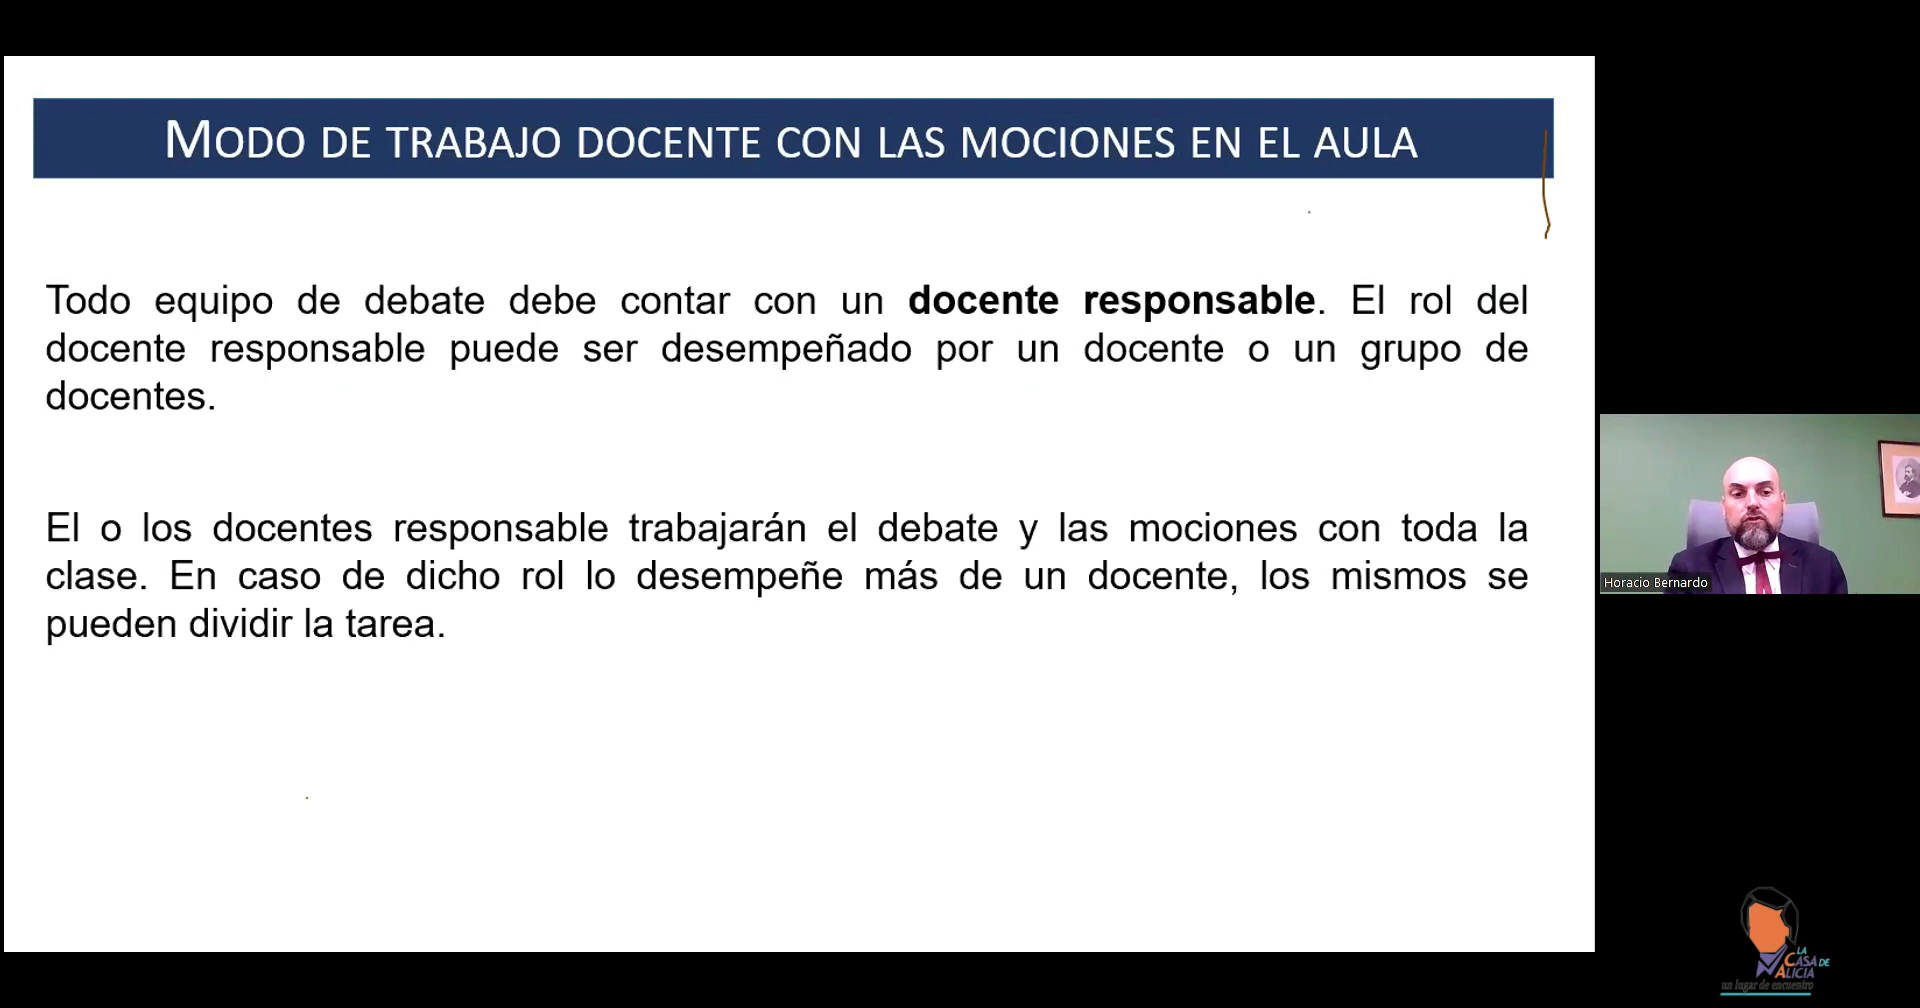 MODO DE TRABAJO DOCENTE CON LAS MOCIONES EN EL AULA
Todo equipo de debate debe contar con un docente responsable. El rol del
docente responsable puede ser desempeñado por un docente o un grupo de
docentes.
El o los docentes responsable trabajarán el debate y las mociones con toda la
clase. En caso de dicho rol lo desempeñe más de un docente, los mismos se
pueden dividir la tarea.
Horacio Bernardo
LA
CASA DE
ALICIA
un lugar de encuentro